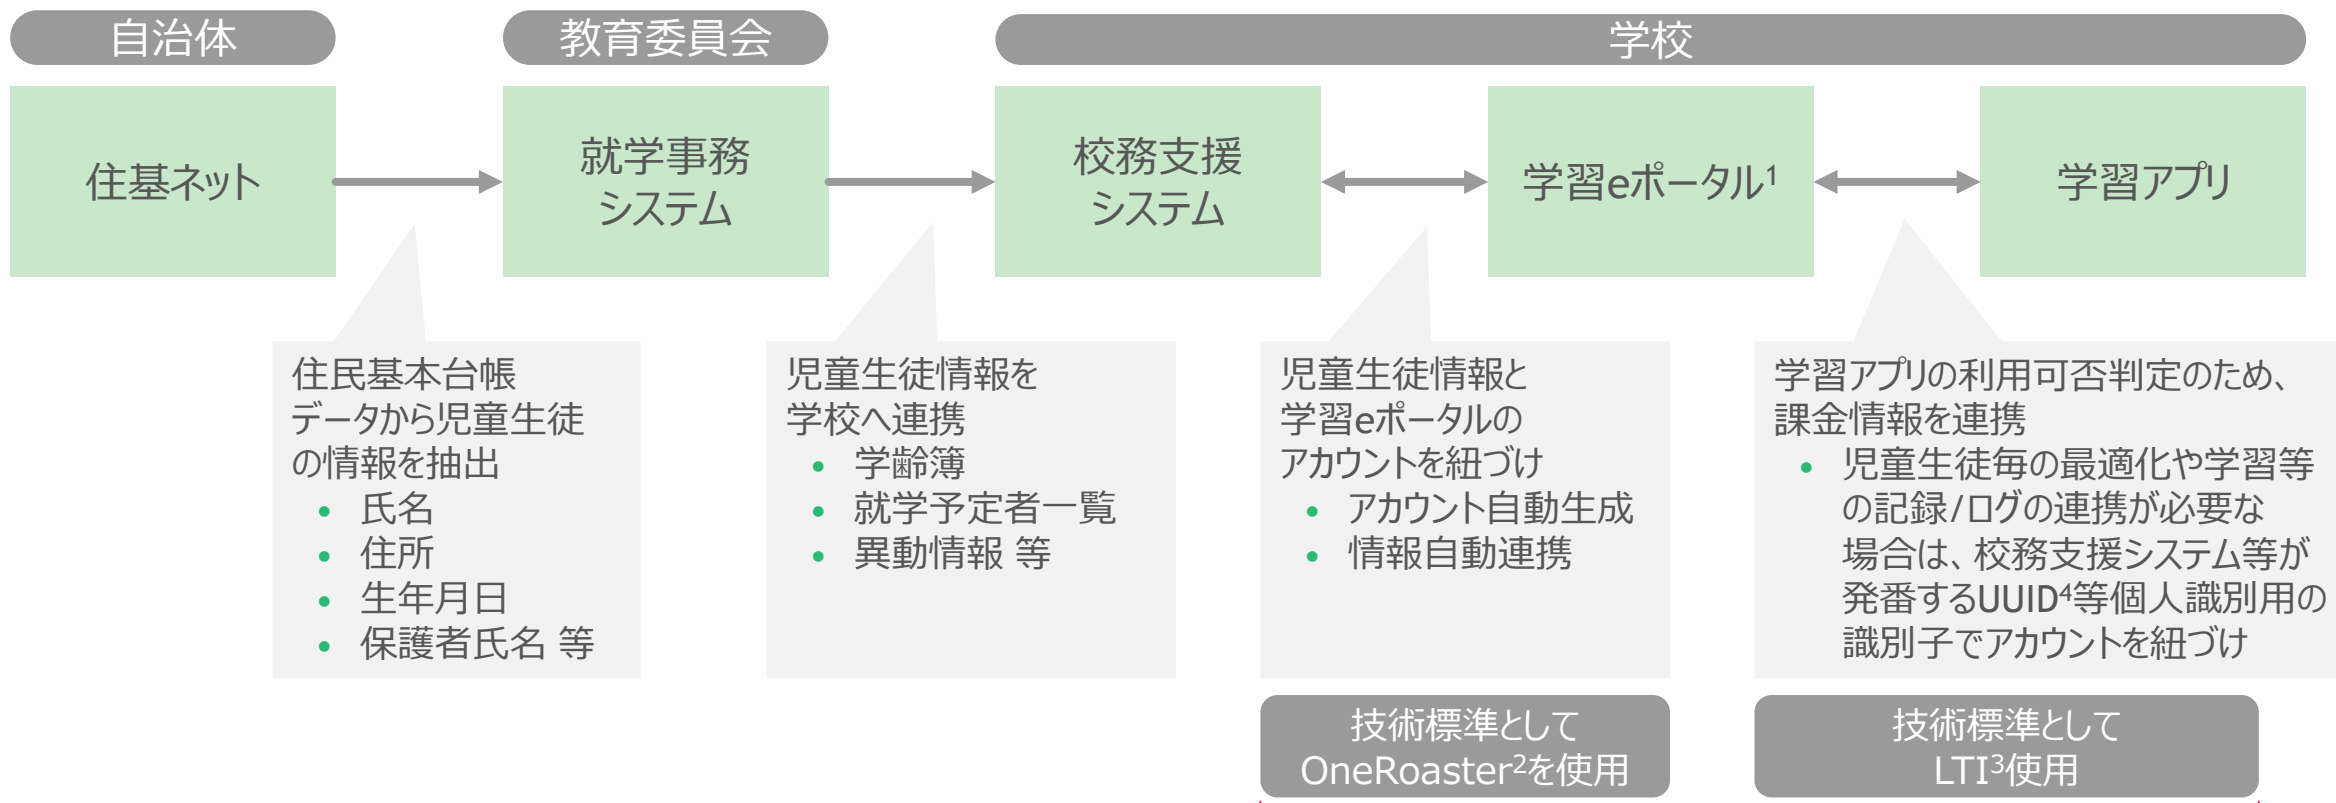 自治体
教育委員会
学校
住基ネット
就学事務
システム
校務支援
システム
学習eポータル1
学習アプリ
住民基本台帳
データから児童生徒
の情報を抽出
• 氏名
• 住所
• 生年月日
• 保護者氏名 等
児童生徒情報を
学校へ連携
• 学齢簿
• 就学予定者一覧
• 異動情報 等
児童生徒情報と
学習eポータルの
アカウントを紐づけ
• アカウント自動生成
• 情報自動連携
学習アプリの利用可否判定のため、
課金情報を連携
• 児童生徒毎の最適化や学習等
の記録/ログの連携が必要な
場合は、校務支援システム等が
発番するUUID4等個人識別用の
識別子でアカウントを紐づけ
技術標準として
OneRoaster2を使用
技術標準として
LTI3使用